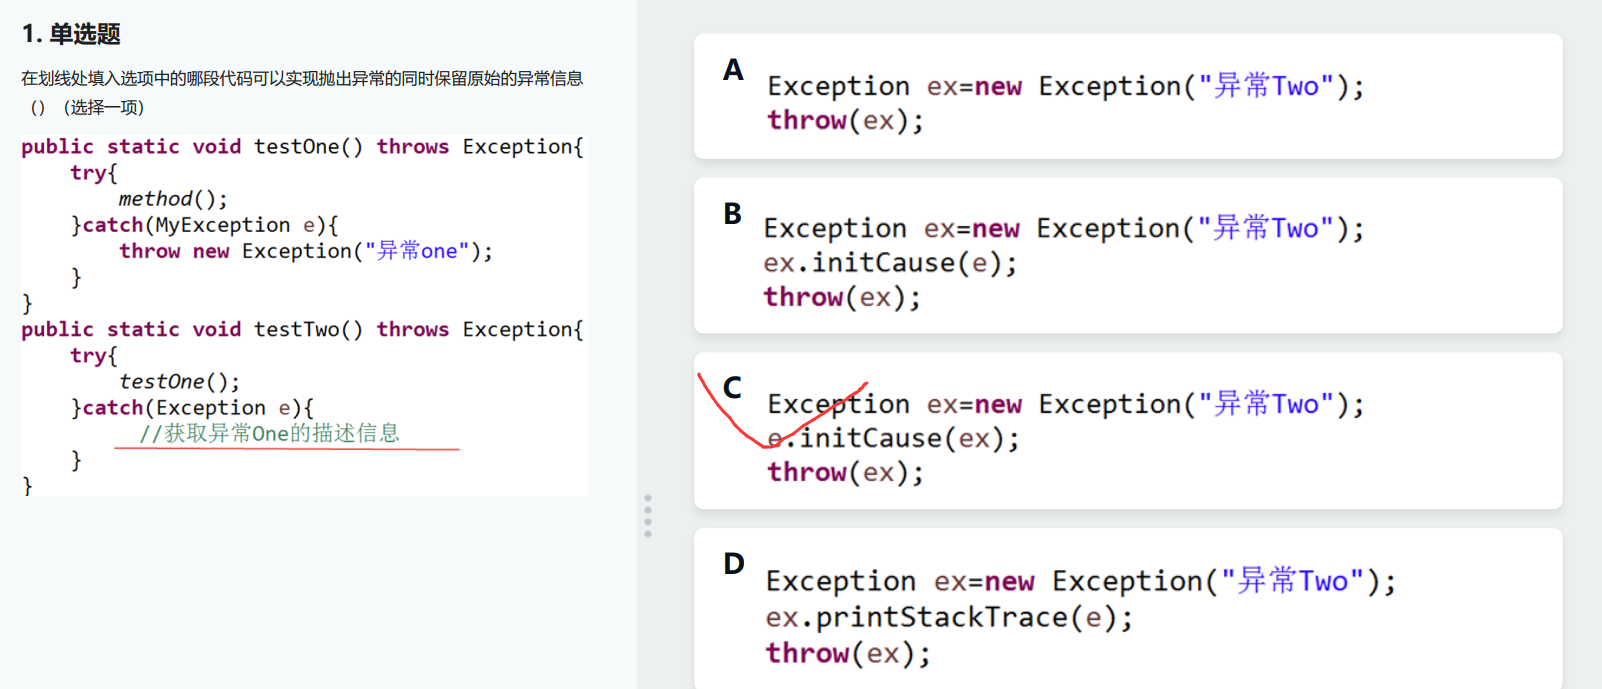 1. 单选题
在划线处填入选项中的哪段代码可以实现抛出异常的同时保留原始的异常信息
（）（选择一项）
public static void testOne() throws Exception{
try{
method();
}catch(MyException e){
throw new Exception("异常one");
}
}
public static void testTwo() throws Exception{
try{
testOne();
}catch(Exception e){
//获取异常One的描述信息
}
}
A
Exception ex=new Exception("异常Two");
throw(ex);
B
Exception ex=new Exception("异常Two");
ex.initCause(e);
throw(ex);
C
Exception ex=new Exception("异常Two");
e.initCause(ex);
throw(ex);
D
Exception ex=new Exception("异常Two");
ex.printStackTrace(e);
throw(ex);